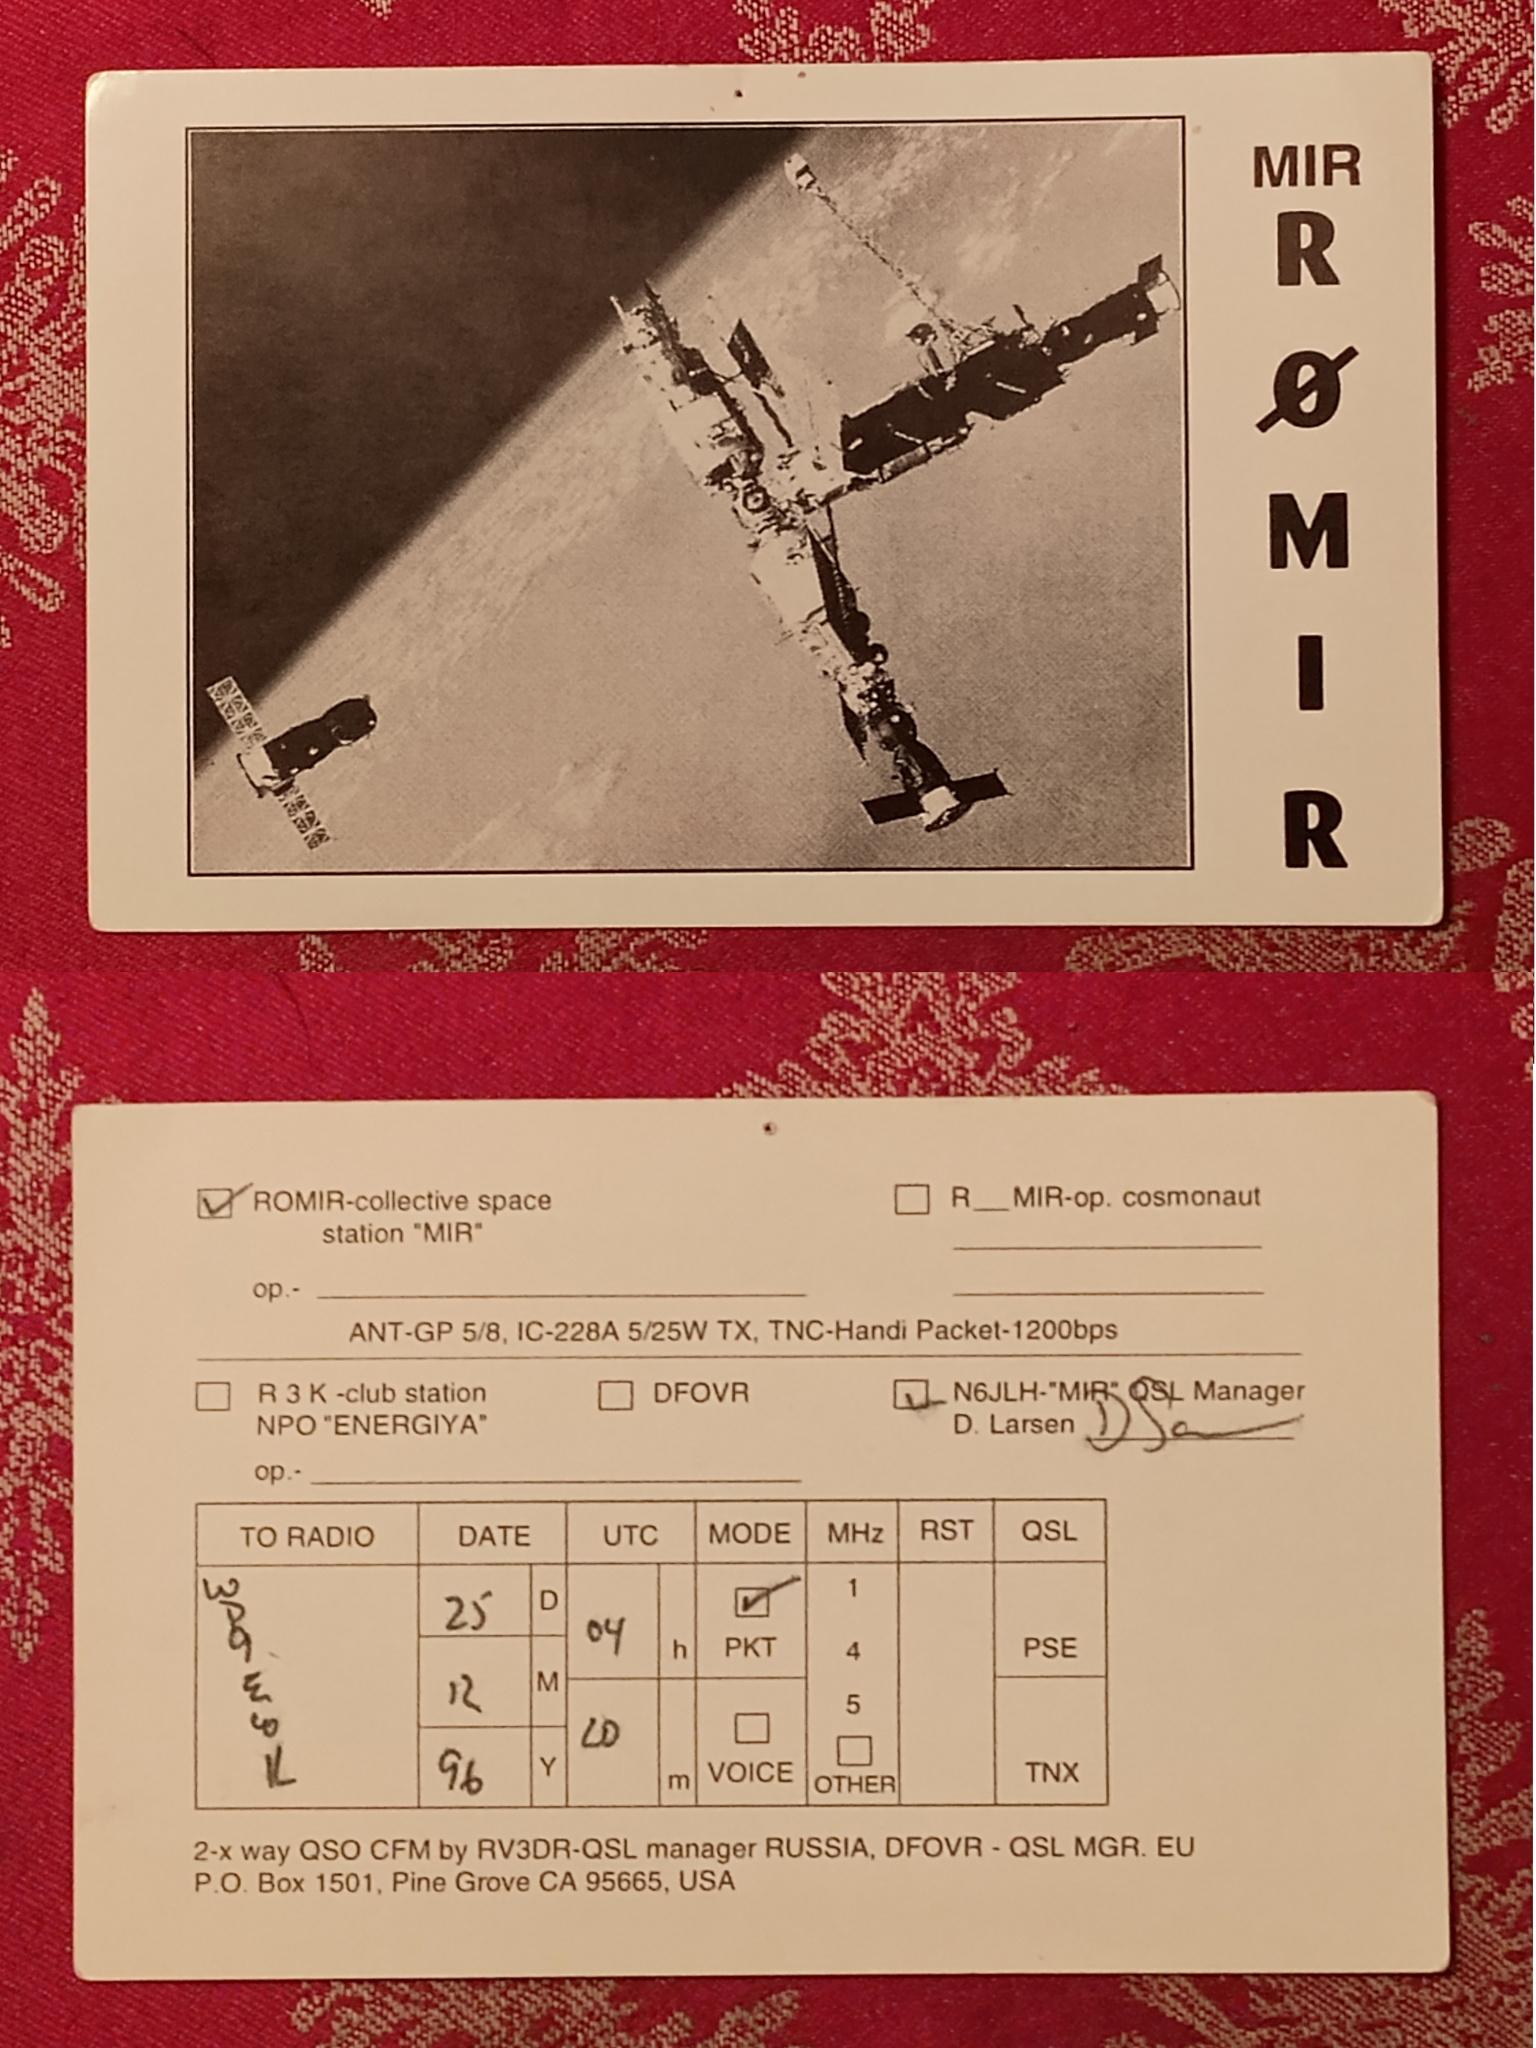 MIR
R
Ø
M
I
R
ROMIR-collective space
station "MIR"
R__MIR-op. cosmonaut
op.-
ANT-GP 5/8, IC-228A 5/25W TX, TNC-Handi Packet-1200bps
R 3 K -club station
NPO "ENERGIYA"
DFOVR
N6JLH-"MIR" QSL Manager
D. Larsen
op.-
TO RADIO DATE UTC MODE MHz RST QSL
25 D
12 M
96 Y
04 h
20 m
PKT
VOICE
1
4
5
OTHER
PSE
TNX
2-x way QSO CFM by RV3DR-QSL manager RUSSIA, DFOVR - QSL MGR. EU
P.O. Box 1501, Pine Grove CA 95665, USA